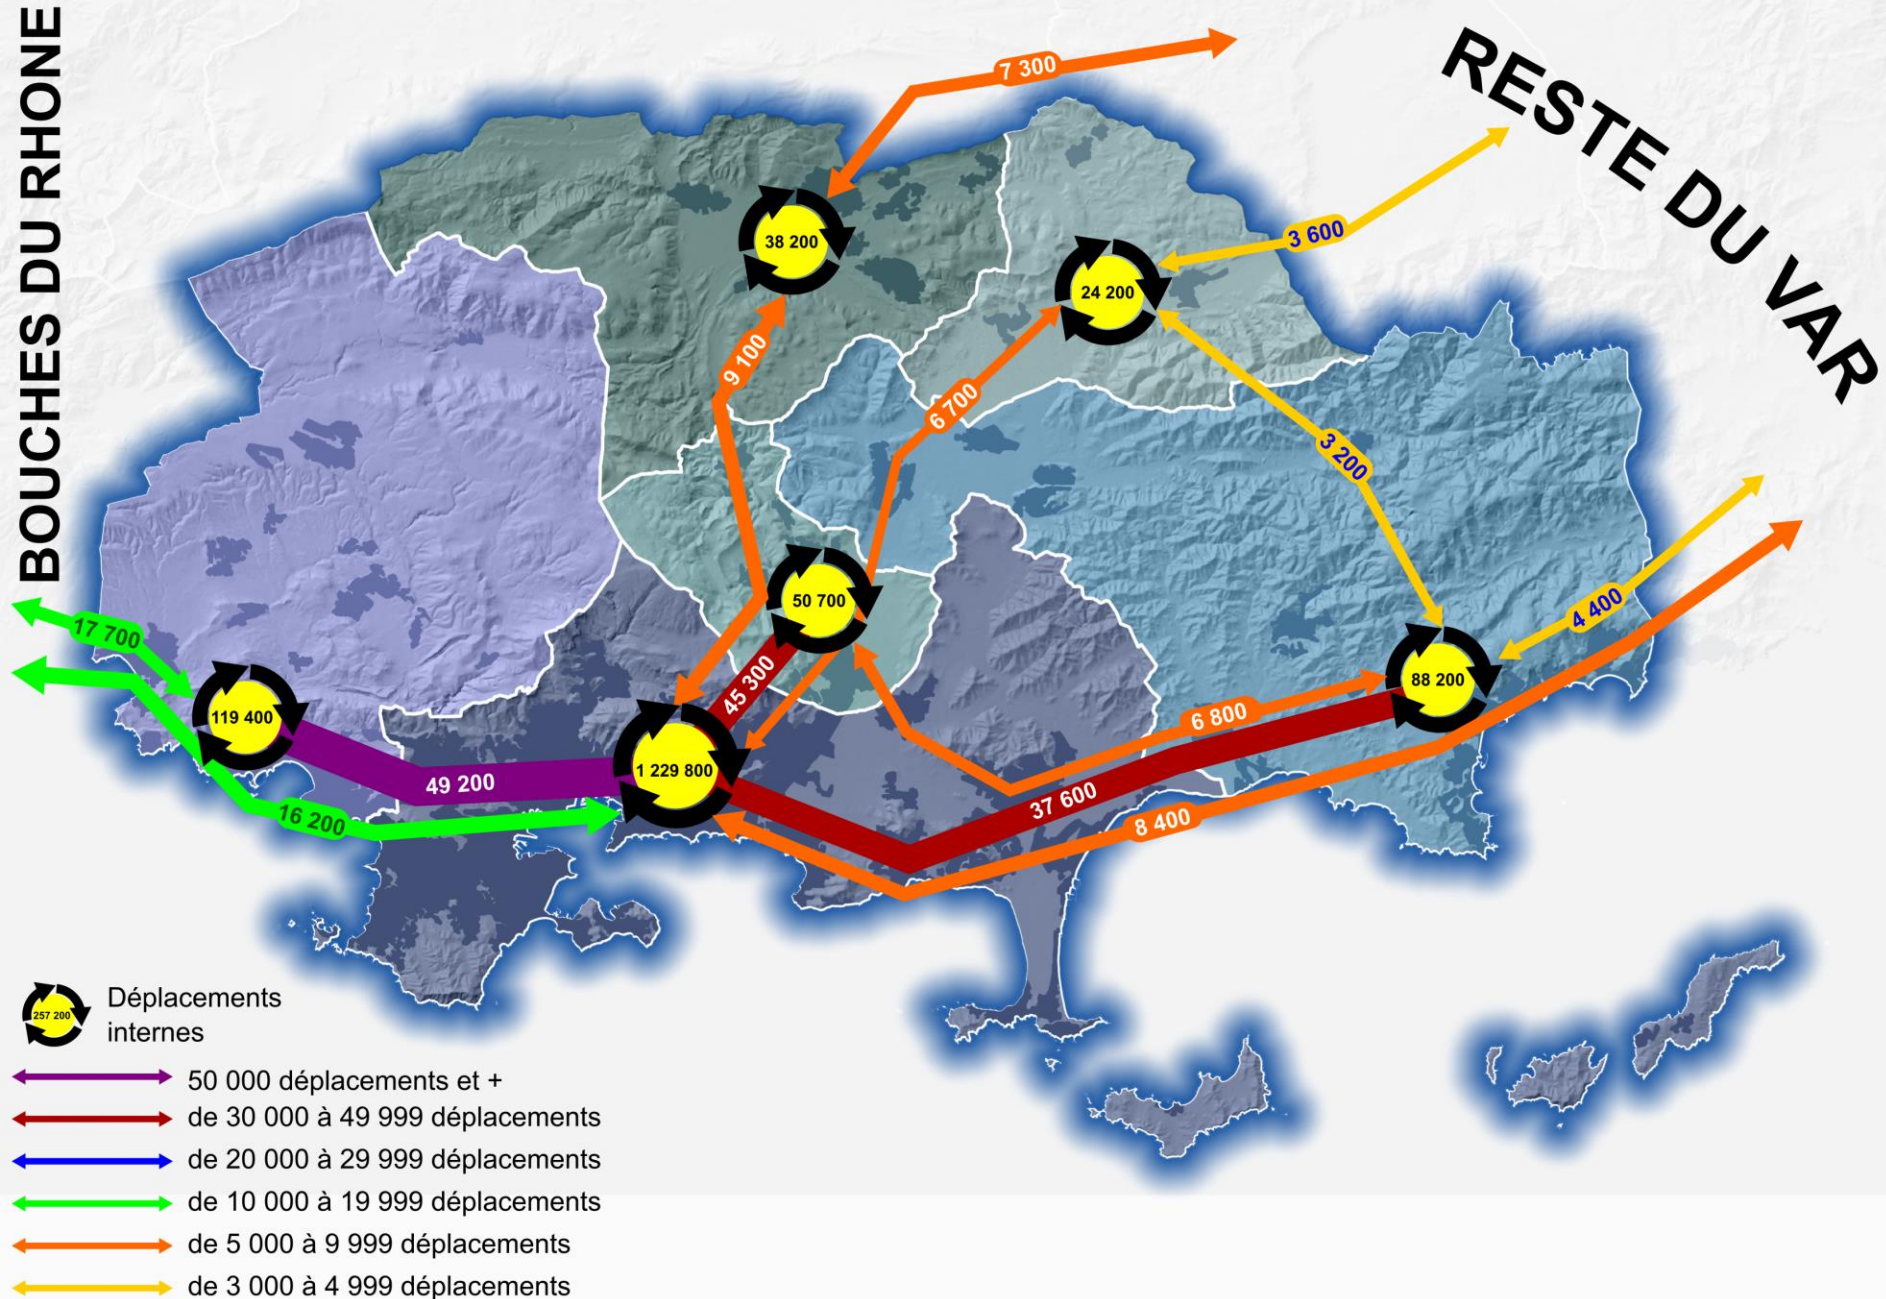 BOUCHES DU RHONE
RESTE DU VAR
7 300
38 200
3 600
24 200
9 100
6 700
3 200
50 700
4 400
17 700
119 400
45 300
88 200
6 800
1 229 800
49 200
37 600
16 200
8 400
257 200
Déplacements
internes
50 000 déplacements et +
de 30 000 à 49 999 déplacements
de 20 000 à 29 999 déplacements
de 10 000 à 19 999 déplacements
de 5 000 à 9 999 déplacements
de 3 000 à 4 999 déplacements